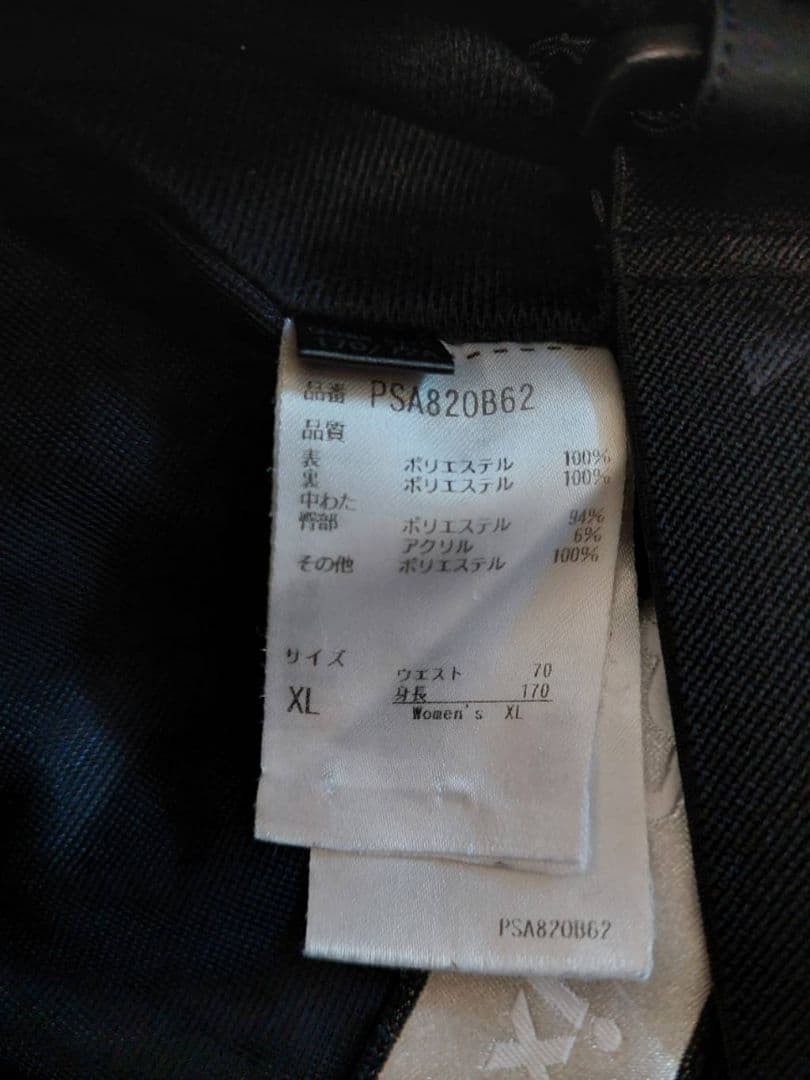 品番 PSA820B62
品質
表 ポリエステル 100%
裏 ポリエステル 100%
中わた
臀部 ポリエステル 94%
アクリル 6%
その他 ポリエステル 100%
サイズ
XL
ウエスト 70
身長 170
Women's XL
PSA820B62